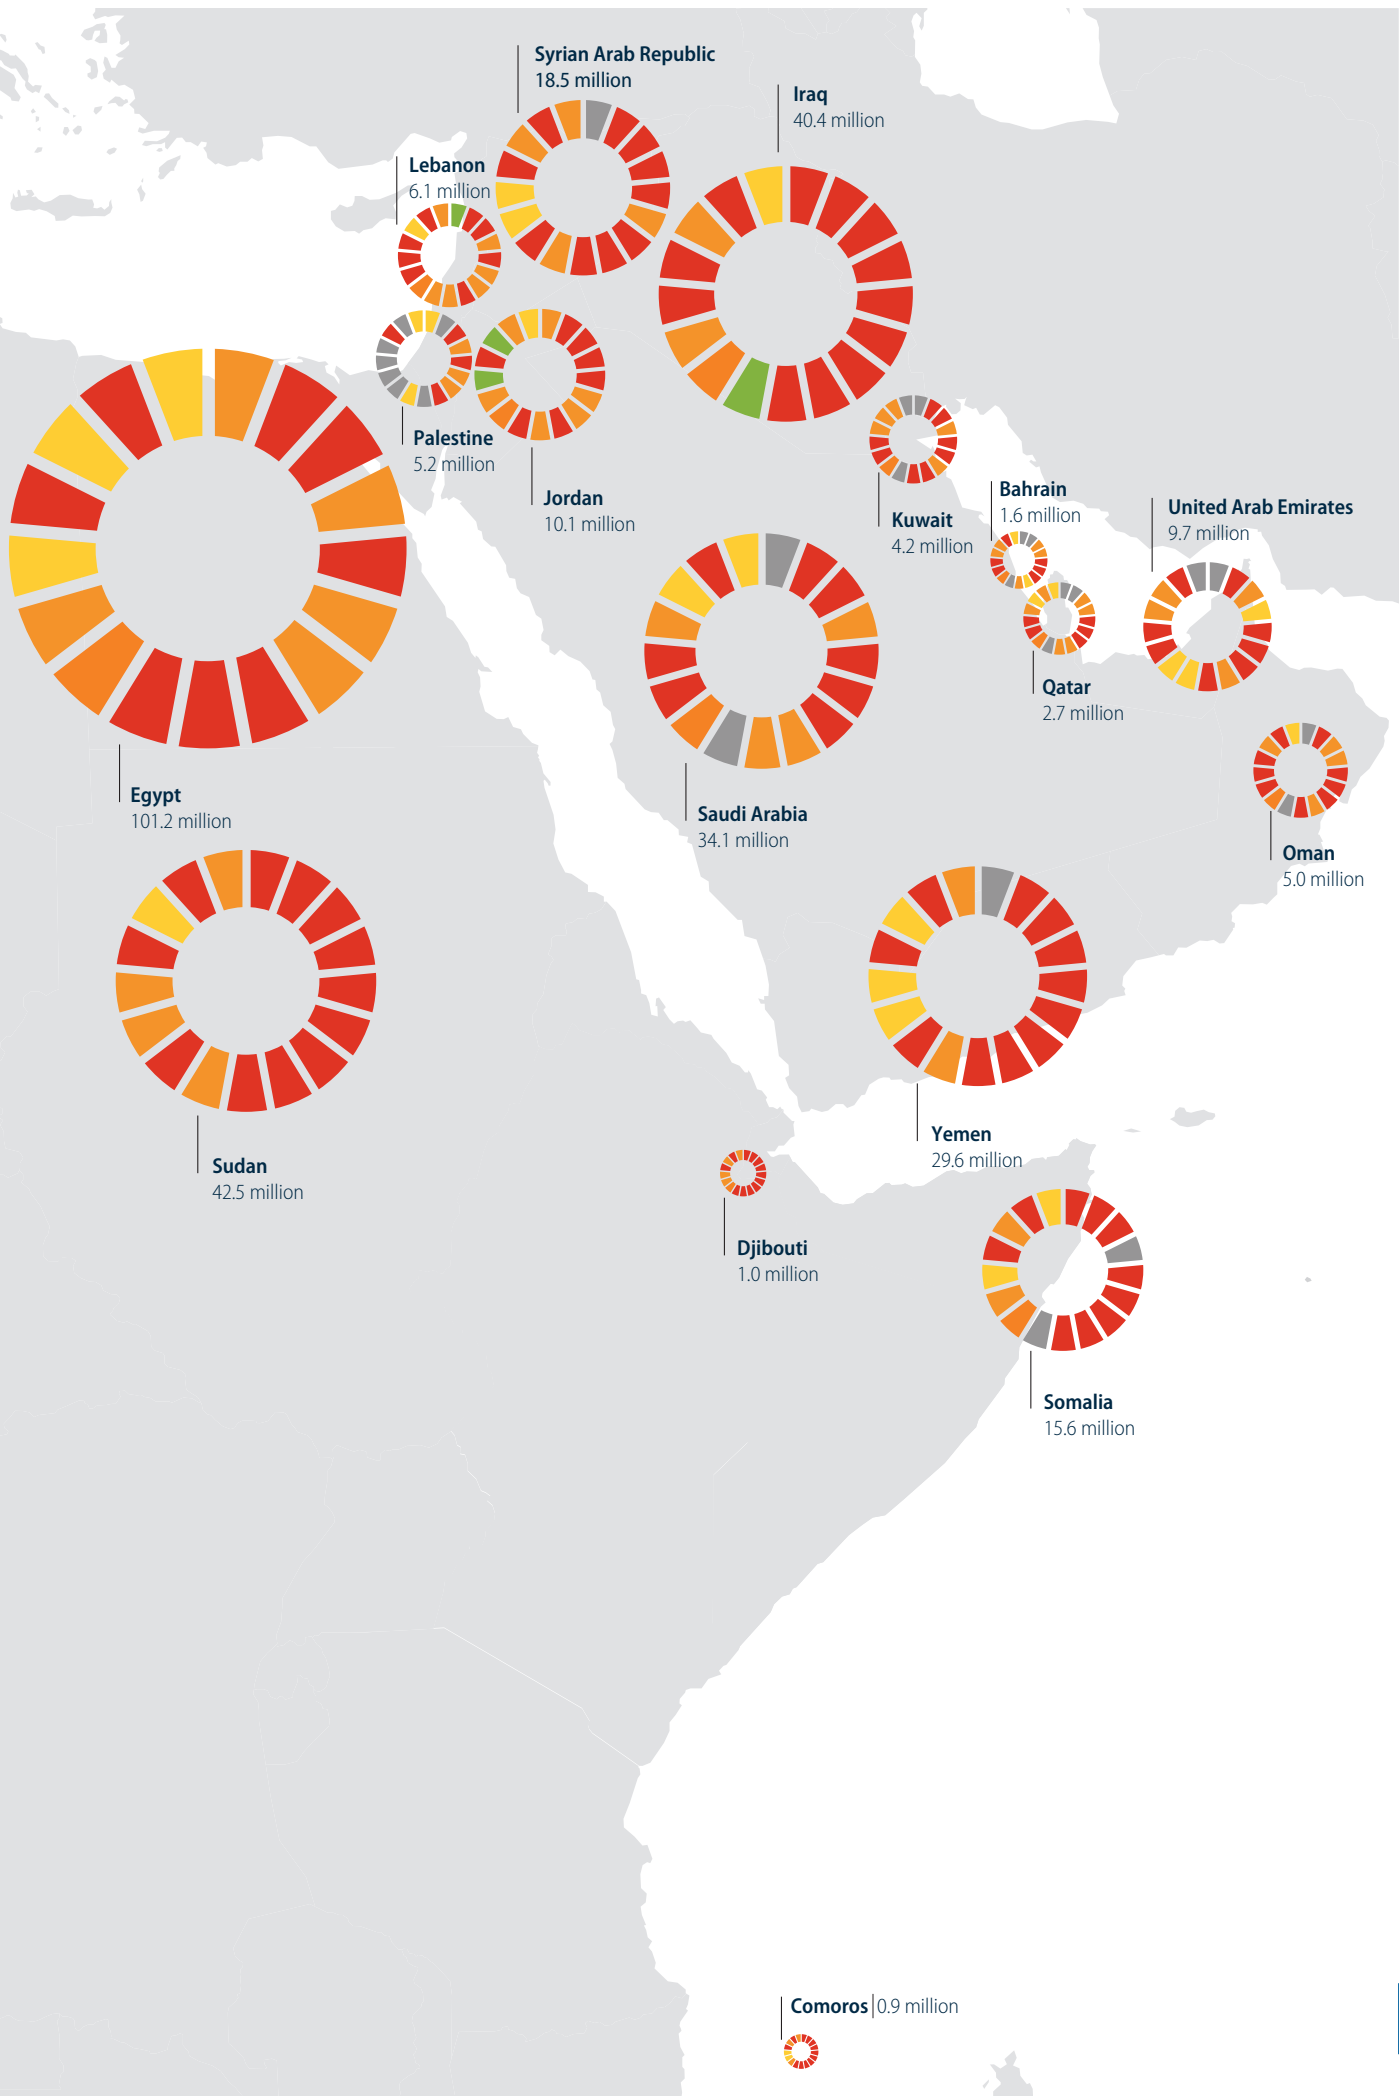 Syrian Arab Republic
18.5 million
Iraq
40.4 million
Lebanon
6.1 million
Palestine
5.2 million
Jordan
10.1 million
Kuwait
4.2 million
Bahrain
1.6 million
United Arab Emirates
9.7 million
Qatar
2.7 million
Egypt
101.2 million
Saudi Arabia
34.1 million
Oman
5.0 million
Yemen
29.6 million
Sudan
42.5 million
Djibouti
1.0 million
Somalia
15.6 million
Comoros 0.9 million